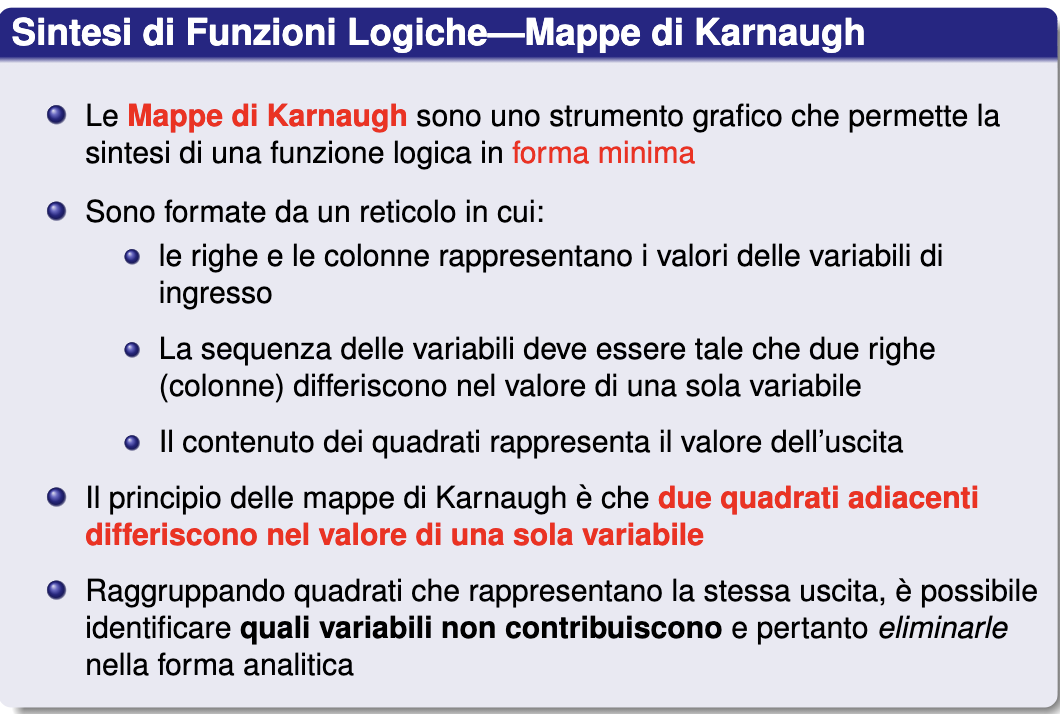 Sintesi di Funzioni Logiche—Mappe di Karnaugh
Le Mappe di Karnaugh sono uno strumento grafico che permette la
sintesi di una funzione logica in forma minima
Sono formate da un reticolo in cui:
le righe e le colonne rappresentano i valori delle variabili di
ingresso
La sequenza delle variabili deve essere tale che due righe
(colonne) differiscono nel valore di una sola variabile
Il contenuto dei quadrati rappresenta il valore dell'uscita
Il principio delle mappe di Karnaugh è che due quadrati adiacenti
differiscono nel valore di una sola variabile
Raggruppando quadrati che rappresentano la stessa uscita, è possibile
identificare quali variabili non contribuiscono e pertanto eliminarle
nella forma analitica